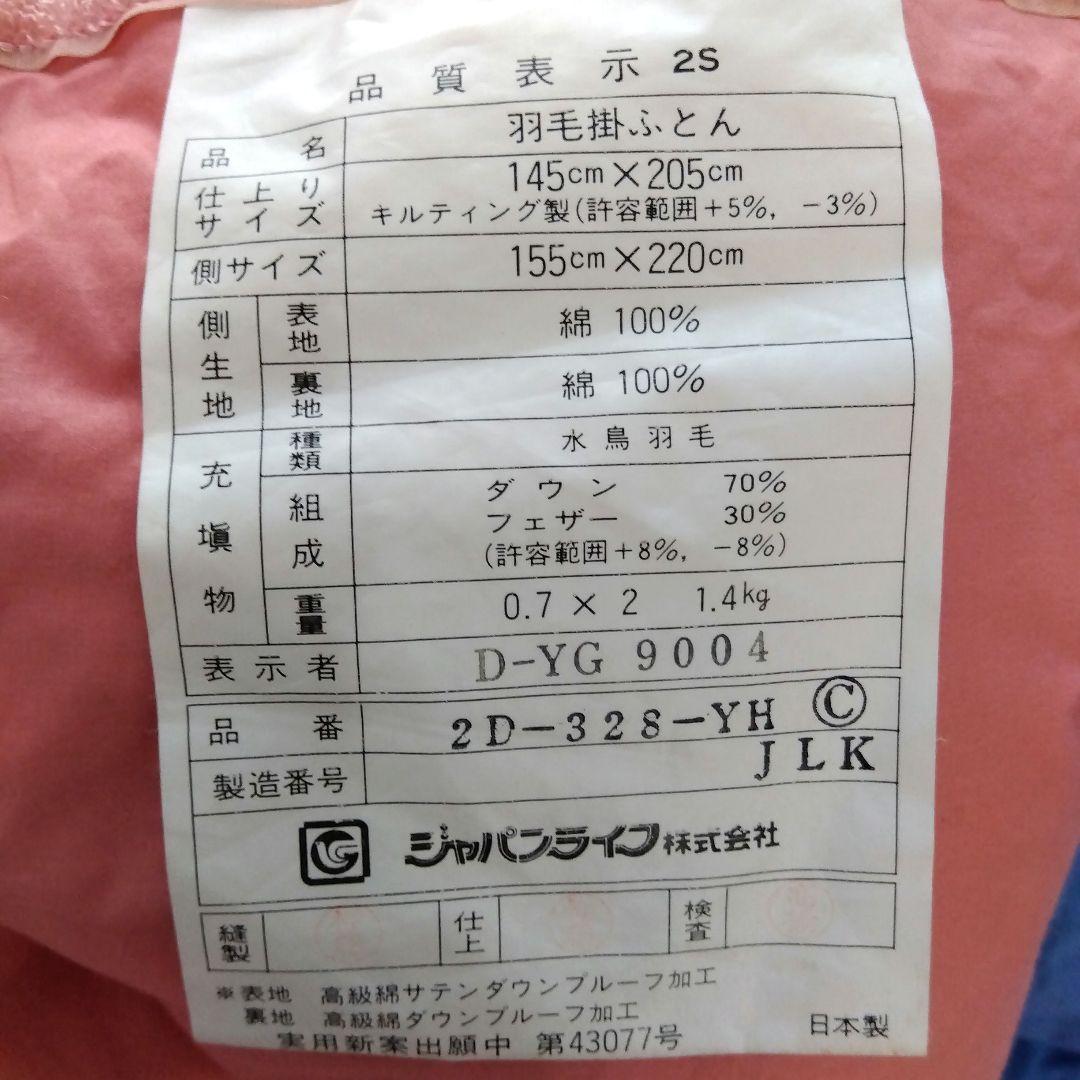 品質表示 2S
品名 羽毛掛ふとん
仕上りサイズ 145cm×205cm
キルティング製(許容範囲+5%, -3%)
側サイズ 155cm×220cm
側生地 表地 綿 100%
裏地 綿 100%
充塡物 種類 水鳥羽毛
組成 ダウン 70%
フェザー 30%
(許容範囲+8%, -8%)
重量 0.7 × 2 1.4kg
表示者 D-YG 9004
品番 2D-328-YH Ⓒ
製造番号 JLK
ジャパンライフ株式会社
縫製 仕上 検査
※表地 高級綿サテンダウンプルーフ加工
裏地 高級綿ダウンプルーフ加工
実用新案出願中 第43077号 日本製